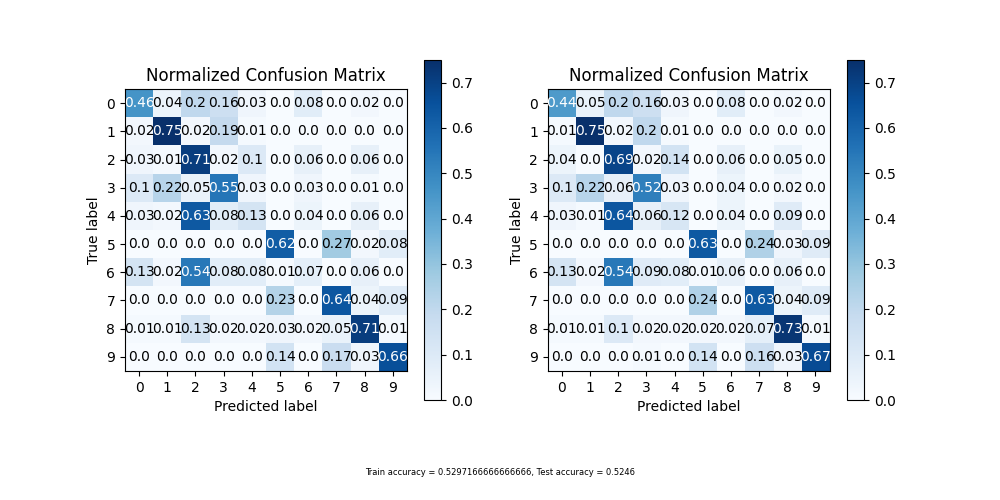 Normalized Confusion Matrix
0 0.46 0.04 0.2 0.16 0.03 0.0 0.08 0.0 0.02 0.0
1 0.02 0.75 0.02 0.19 0.01 0.0 0.0 0.0 0.0 0.0
2 0.03 0.01 0.71 0.02 0.1 0.0 0.06 0.0 0.06 0.0
3 0.1 0.22 0.05 0.55 0.03 0.0 0.03 0.0 0.01 0.0
4 0.03 0.02 0.63 0.08 0.13 0.0 0.04 0.0 0.06 0.0
5 0.0 0.0 0.0 0.0 0.0 0.62 0.0 0.27 0.02 0.08
6 0.13 0.02 0.54 0.08 0.08 0.01 0.07 0.0 0.06 0.0
7 0.0 0.0 0.0 0.0 0.0 0.23 0.0 0.64 0.04 0.09
8 0.01 0.01 0.13 0.02 0.02 0.03 0.02 0.05 0.71 0.01
9 0.0 0.0 0.0 0.0 0.0 0.14 0.0 0.17 0.03 0.66
0 1 2 3 4 5 6 7 8 9
True label
Predicted label
0.7
0.6
0.5
0.4
0.3
0.2
0.1
0.0
Normalized Confusion Matrix
0 0.44 0.05 0.2 0.16 0.03 0.0 0.08 0.0 0.02 0.0
1 0.01 0.75 0.02 0.2 0.01 0.0 0.0 0.0 0.0 0.0
2 0.04 0.0 0.69 0.02 0.14 0.0 0.06 0.0 0.05 0.0
3 0.1 0.22 0.06 0.52 0.03 0.0 0.04 0.0 0.02 0.0
4 0.03 0.01 0.64 0.06 0.12 0.0 0.04 0.0 0.09 0.0
5 0.0 0.0 0.0 0.0 0.0 0.63 0.0 0.24 0.03 0.09
6 0.13 0.02 0.54 0.09 0.08 0.01 0.06 0.0 0.06 0.0
7 0.0 0.0 0.0 0.0 0.0 0.24 0.0 0.63 0.04 0.09
8 0.01 0.01 0.1 0.02 0.02 0.02 0.02 0.07 0.73 0.01
9 0.0 0.0 0.0 0.01 0.0 0.14 0.0 0.16 0.03 0.67
0 1 2 3 4 5 6 7 8 9
True label
Predicted label
0.7
0.6
0.5
0.4
0.3
0.2
0.1
0.0
Train accuracy = 0.5297166666666666, Test accuracy = 0.5246